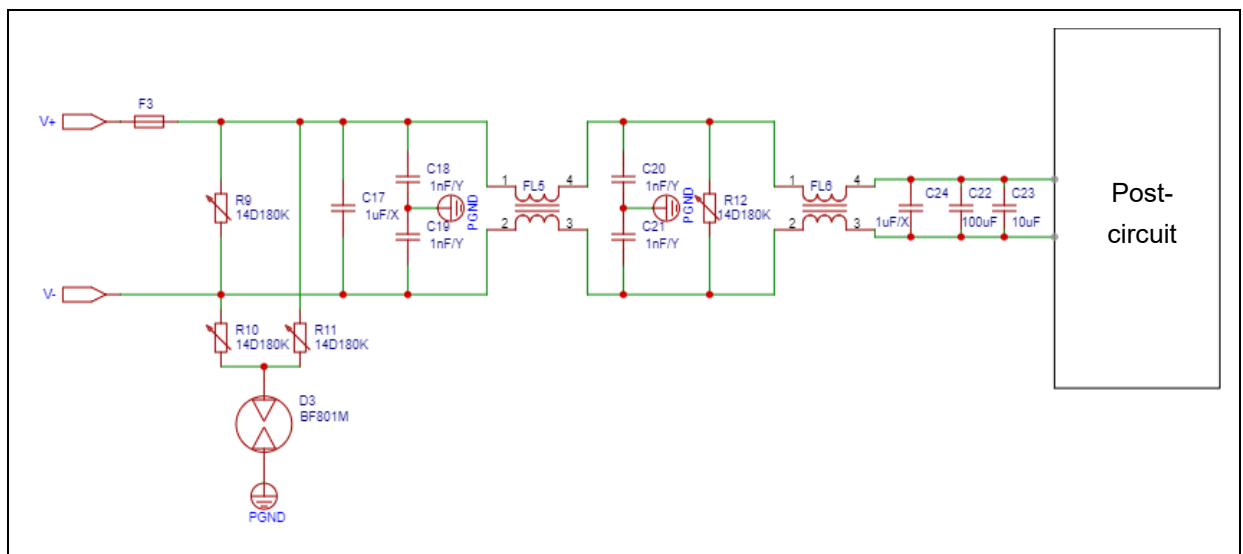 F3
V+
R9
14D180K
C17
1uF/X
C18
1nF/Y
C19
1nF/Y
PGND
1
FL5
4
2
3
C20
1nF/Y
C21
1nF/Y
PGND
R12
14D180K
1
FL6
4
2
3
C24
1uF/X
C22
100uF
C23
10uF
Post-
circuit
V-
R10
14D180K
R11
14D180K
D3
BF801M
PGND